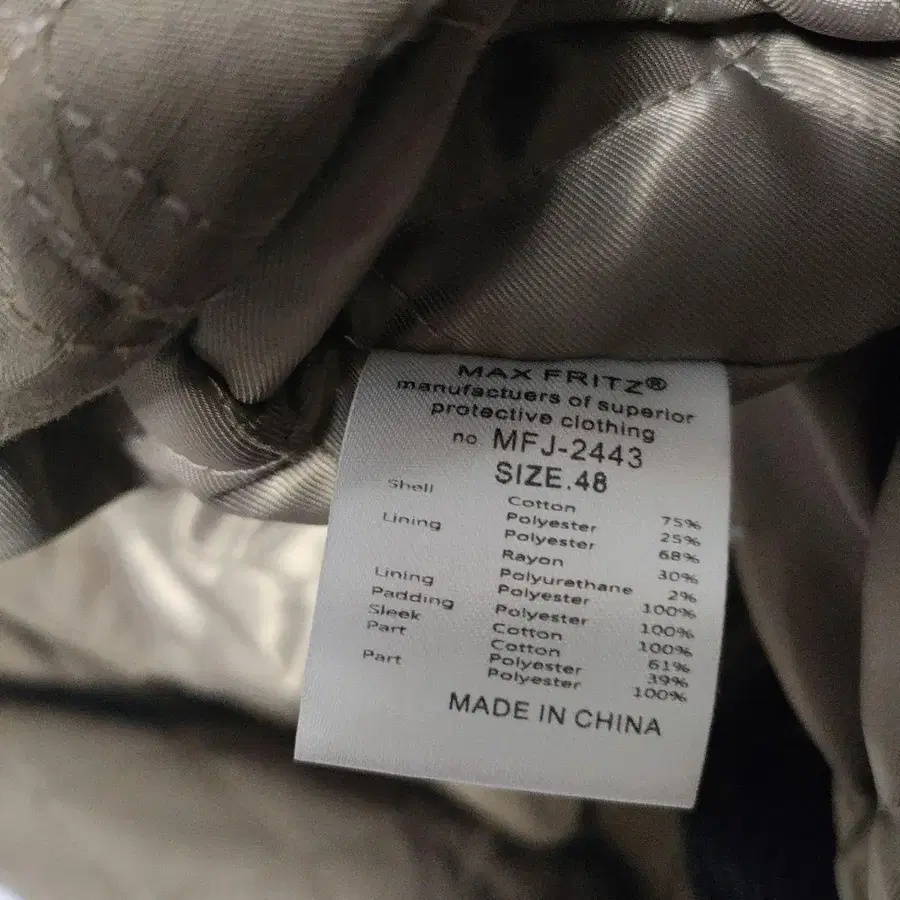 MAX FRITZ®
manufactuers of superior
protective clothing
no MFJ-2443
SIZE.48
Shell Cotton 75%
Polyester 25%
Lining Polyester 68%
Rayon 30%
Polyurethane 2%
Lining Polyester 100%
Padding Polyester 100%
Sleek Cotton 100%
Part Cotton 61%
Polyester 39%
Part Polyester 100%
MADE IN CHINA